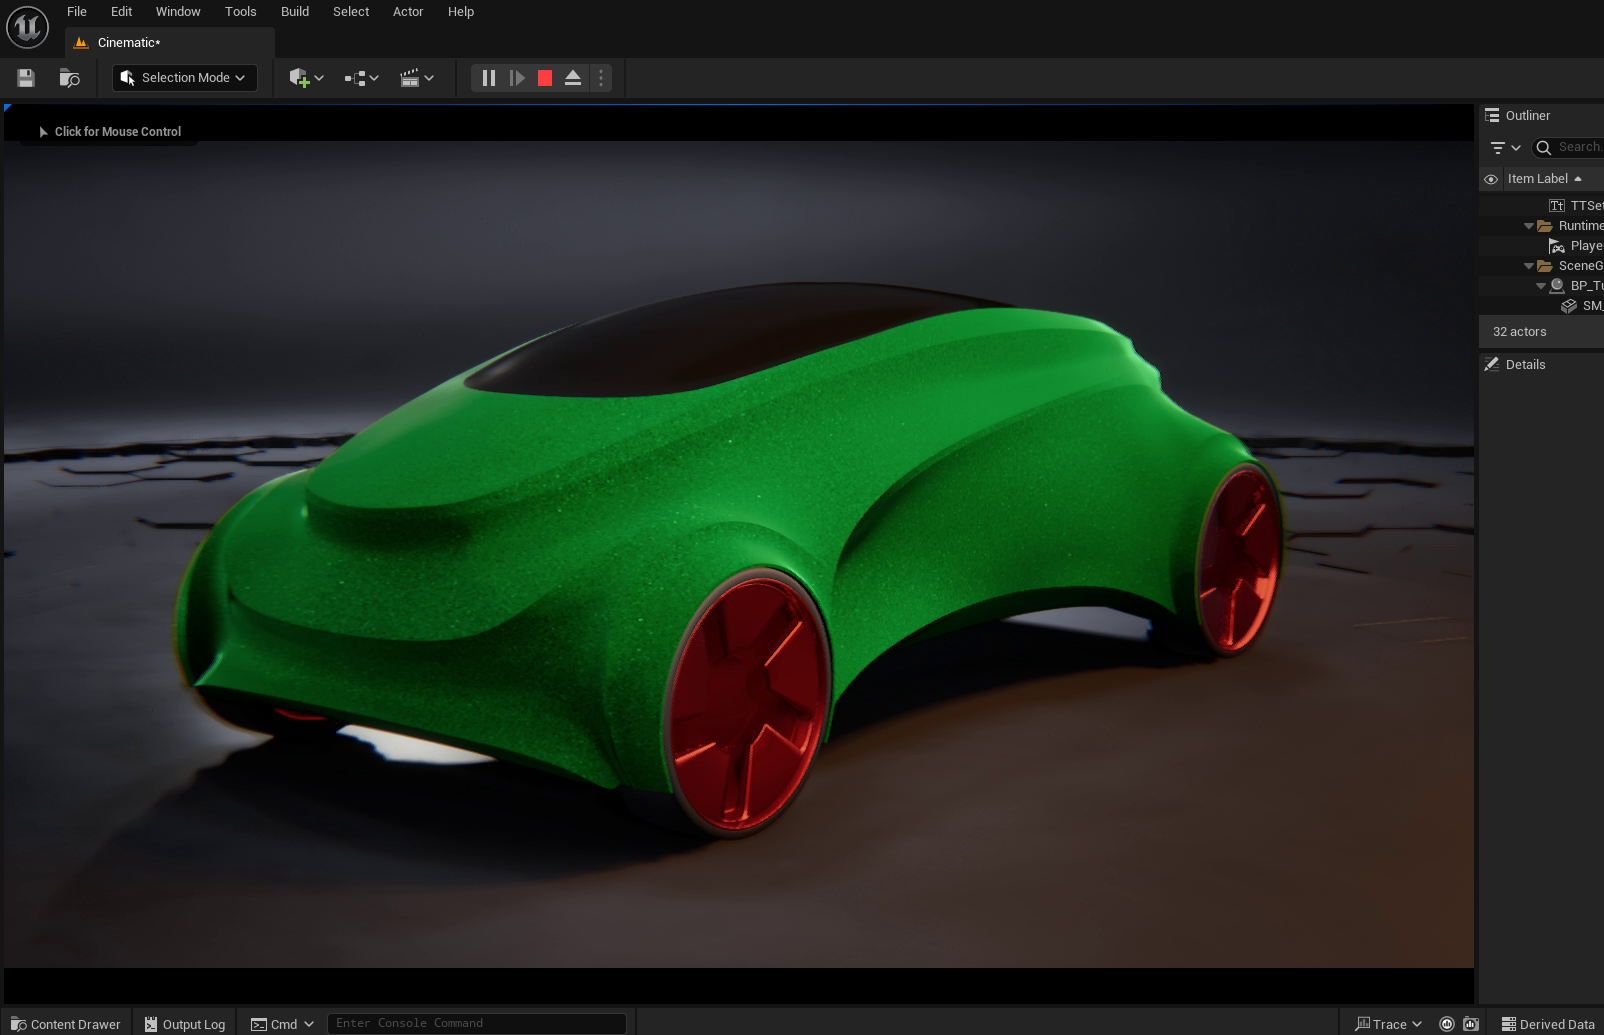 File Edit Window Tools Build Select Actor Help
Cinematic*
Selection Mode
Click for Mouse Control
Outliner
Search
Item Label
TTSet
Runtime
Playe
SceneG
BP_Tu
SM_
32 actors
Details
Content Drawer Output Log Cmd Enter Console Command Trace Derived Data